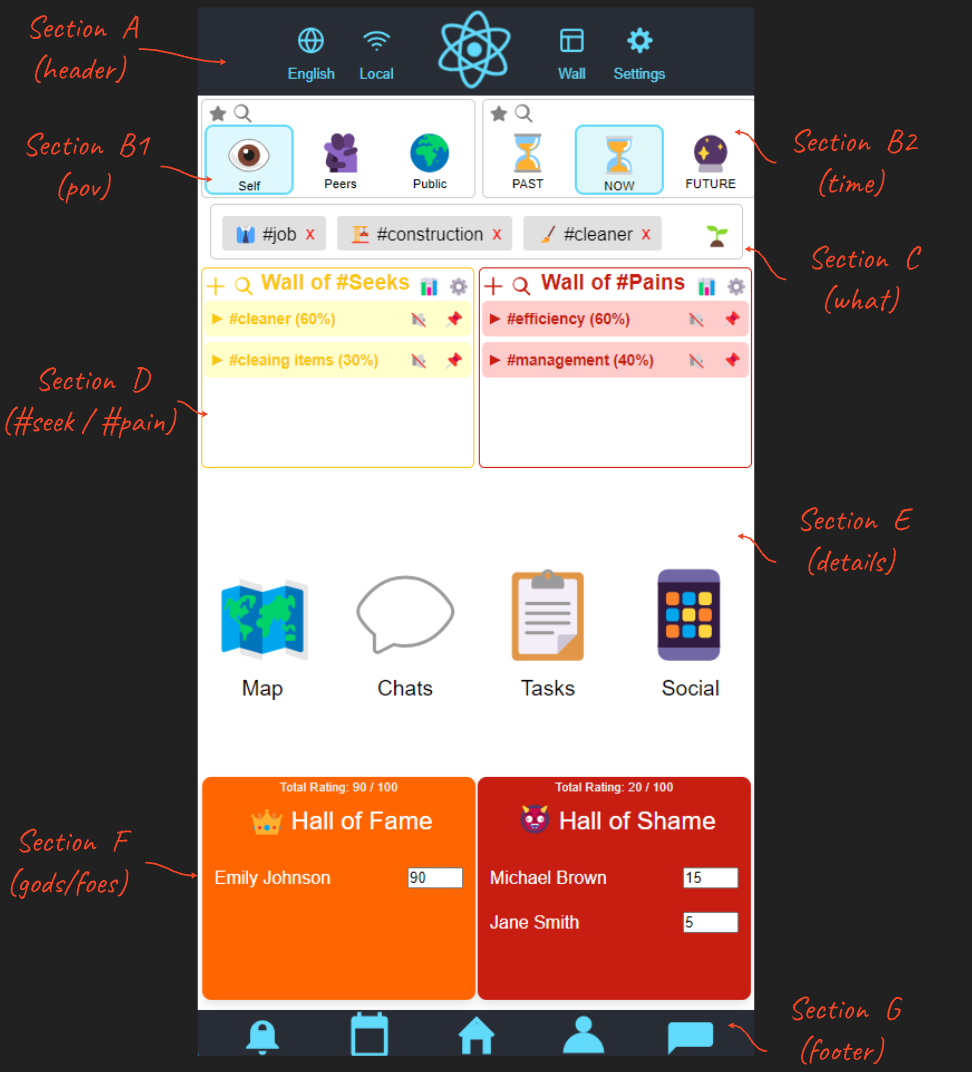 Section A
(header)
English
Local
Wall
Settings
Section B1
(pov)
Self
Peers
Public
PAST
NOW
FUTURE
Section B2
(time)
#job x
#construction x
#cleaner x
Section C
(what)
Wall of #Seeks
#cleaner (60%)
#cleaing items (30%)
Wall of #Pains
#efficiency (60%)
#management (40%)
Section D
(#seek / #pain)
Section E
(details)
Map
Chats
Tasks
Social
Total Rating: 90 / 100
Hall of Fame
Emily Johnson 90
Total Rating: 20 / 100
Hall of Shame
Michael Brown 15
Jane Smith 5
Section F
(gods/foes)
Section G
(footer)